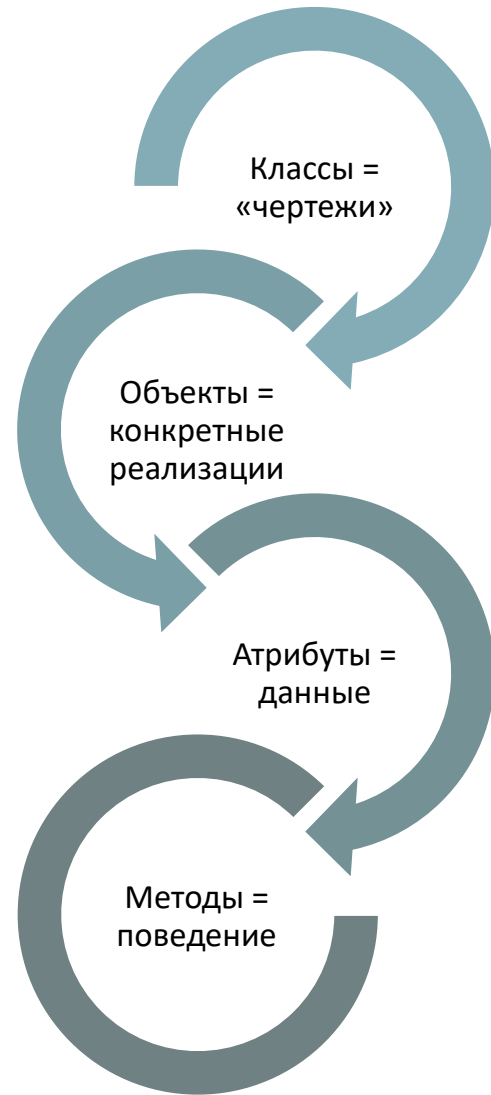 Классы =
«чертежи»
Объекты =
конкретные
реализации
Атрибуты =
данные
Методы =
поведение